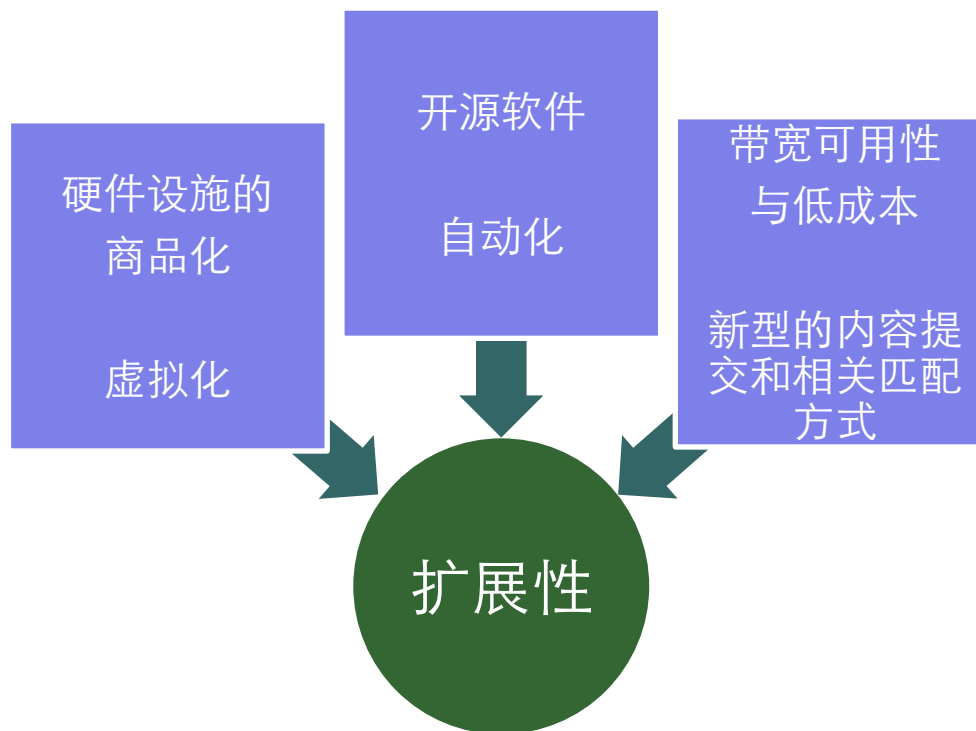 硬件设施的
商品化
虚拟化
开源软件
自动化
带宽可用性
与低成本
新型的内容提
交和相关匹配
方式
扩展性